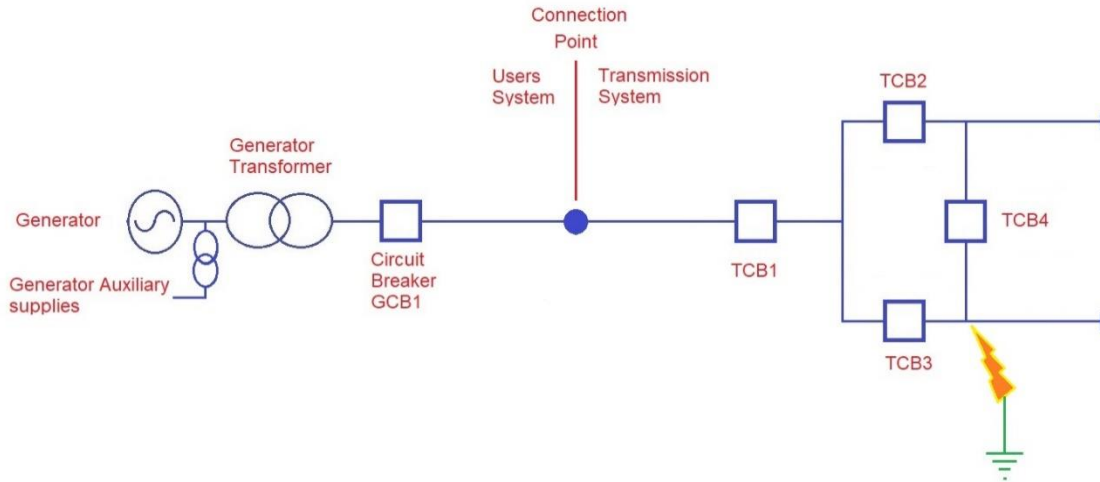 Connection
Point
Users
System
Transmission
System
TCB2
Generator
Transformer
Generator
TCB4
Circuit
Breaker
GCB1
TCB1
Generator Auxiliary
supplies
TCB3